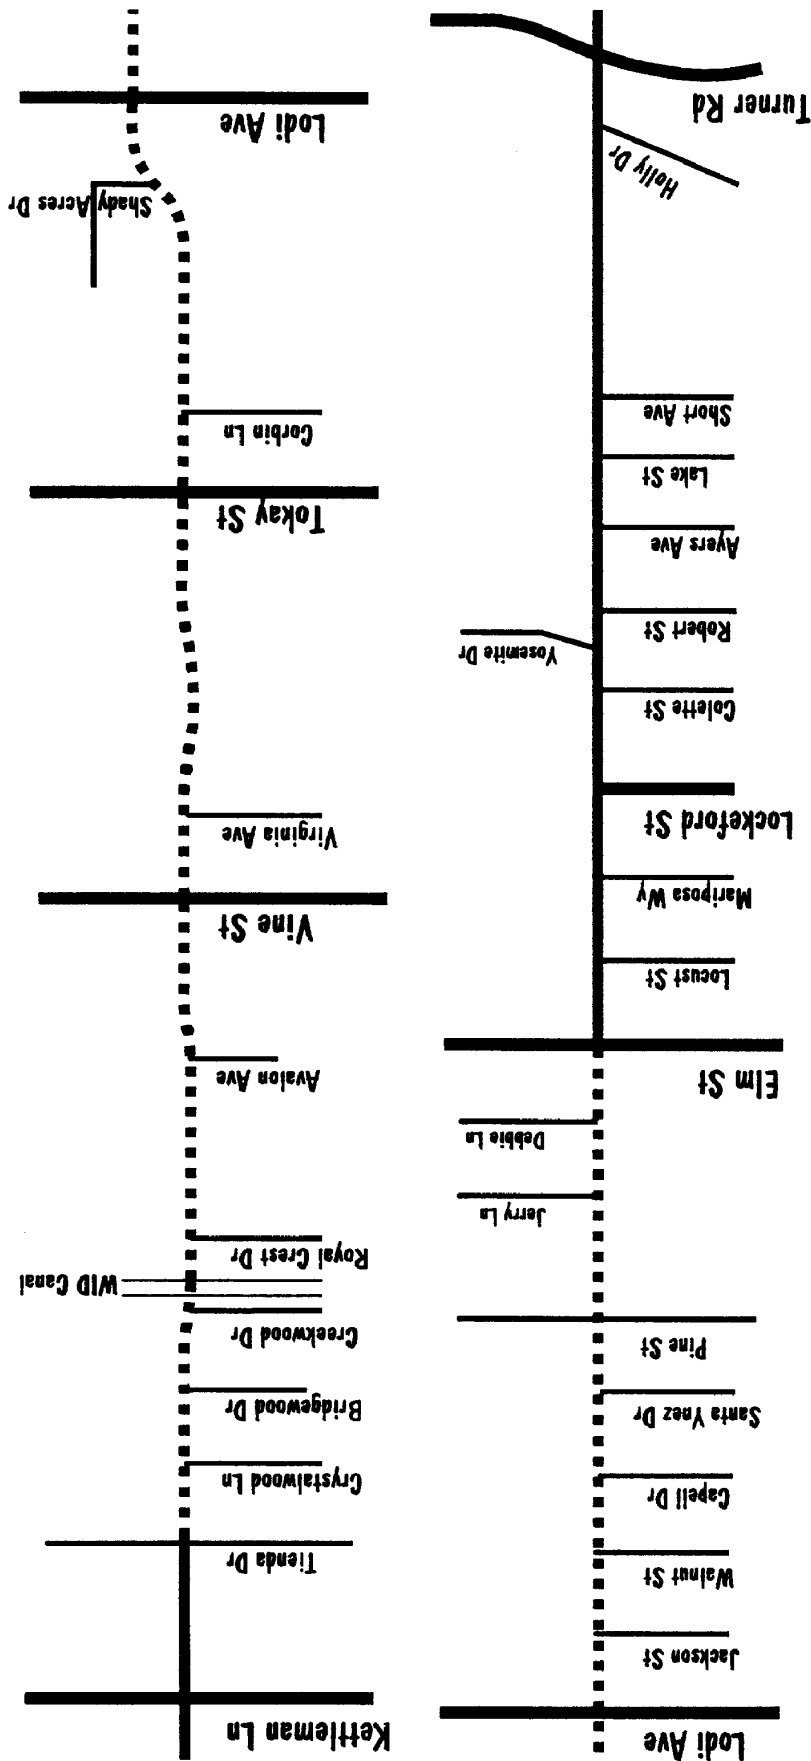 Lodi Ave
Jackson St
Walnut St
Capell Dr
Santa Ynez Dr
Pine St
Jerry Ln
Debbie Ln
Elm St
Locust St
Mariposa Wy
Lockeford St
Colette St
Yosemite Dr
Robert St
Ayers Ave
Lake St
Short Ave
Holly Dr
Turner Rd
Kettleman Ln
Tienda Dr
Crystalwood Ln
Bridgewood Dr
Creekwood Dr
WID Canal
Royal Crest Dr
Avalon Ave
Vine St
Virginia Ave
Tokay St
Corbin Ln
Shady Acres Dr
Lodi Ave